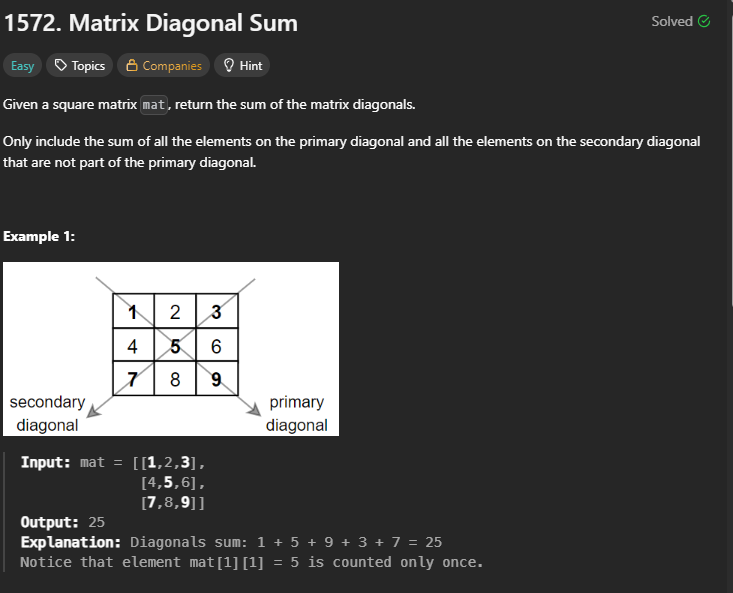 1572. Matrix Diagonal Sum
Solved
Easy Topics Companies Hint
Given a square matrix mat, return the sum of the matrix diagonals.
Only include the sum of all the elements on the primary diagonal and all the elements on the secondary diagonal
that are not part of the primary diagonal.
Example 1:
1 2 3
4 5 6
7 8 9
secondary
diagonal
primary
diagonal
Input: mat = [[1,2,3],
[4,5,6],
[7,8,9]]
Output: 25
Explanation: Diagonals sum: 1 + 5 + 9 + 3 + 7 = 25
Notice that element mat[1][1] = 5 is counted only once.